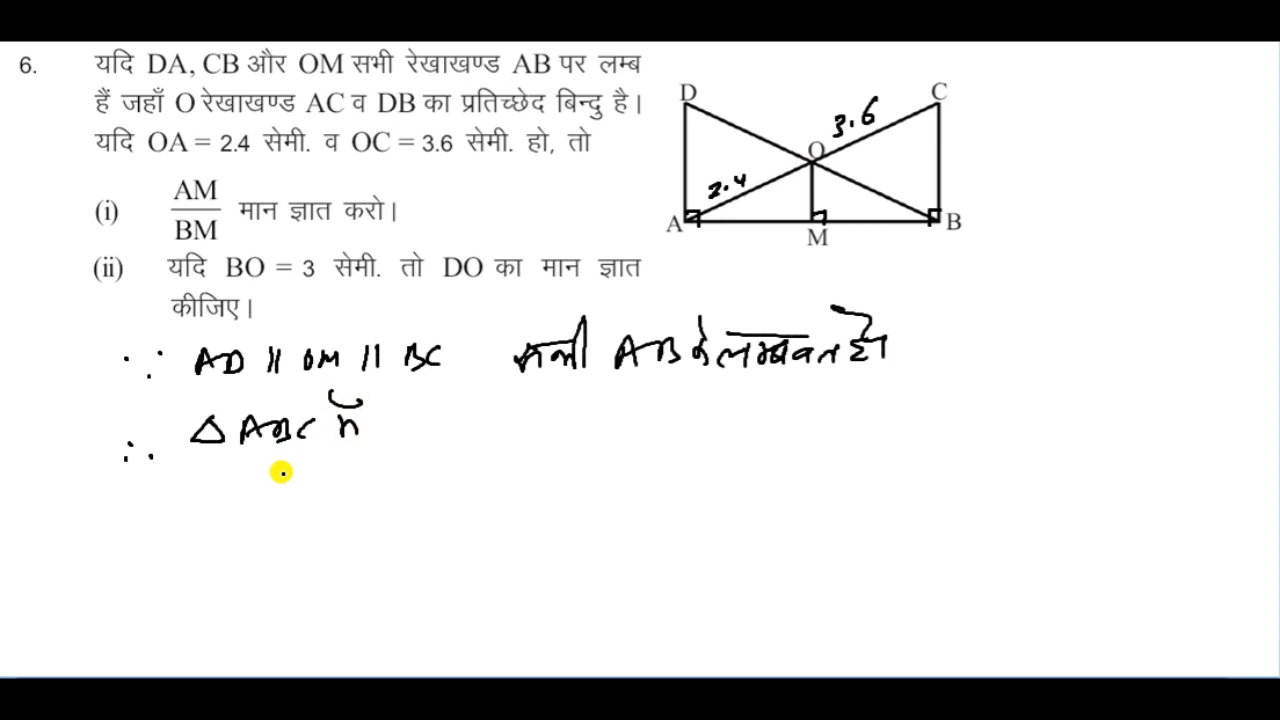 6. यदि DA, CB और OM सभी रेखाखण्ड AB पर लम्ब
हैं जहाँ O रेखाखण्ड AC व DB का प्रतिच्छेद बिन्दु है।
यदि OA = 2.4 सेमी. व OC = 3.6 सेमी. हो, तो
(i) AM/BM मान ज्ञात करो।
(ii) यदि BO = 3 सेमी. तो DO का मान ज्ञात
कीजिए।
D C
3.6
O
2.4
A M B
∵ AD || OM || BC सभी AB के लम्बवत है।
∴ △ ABC में